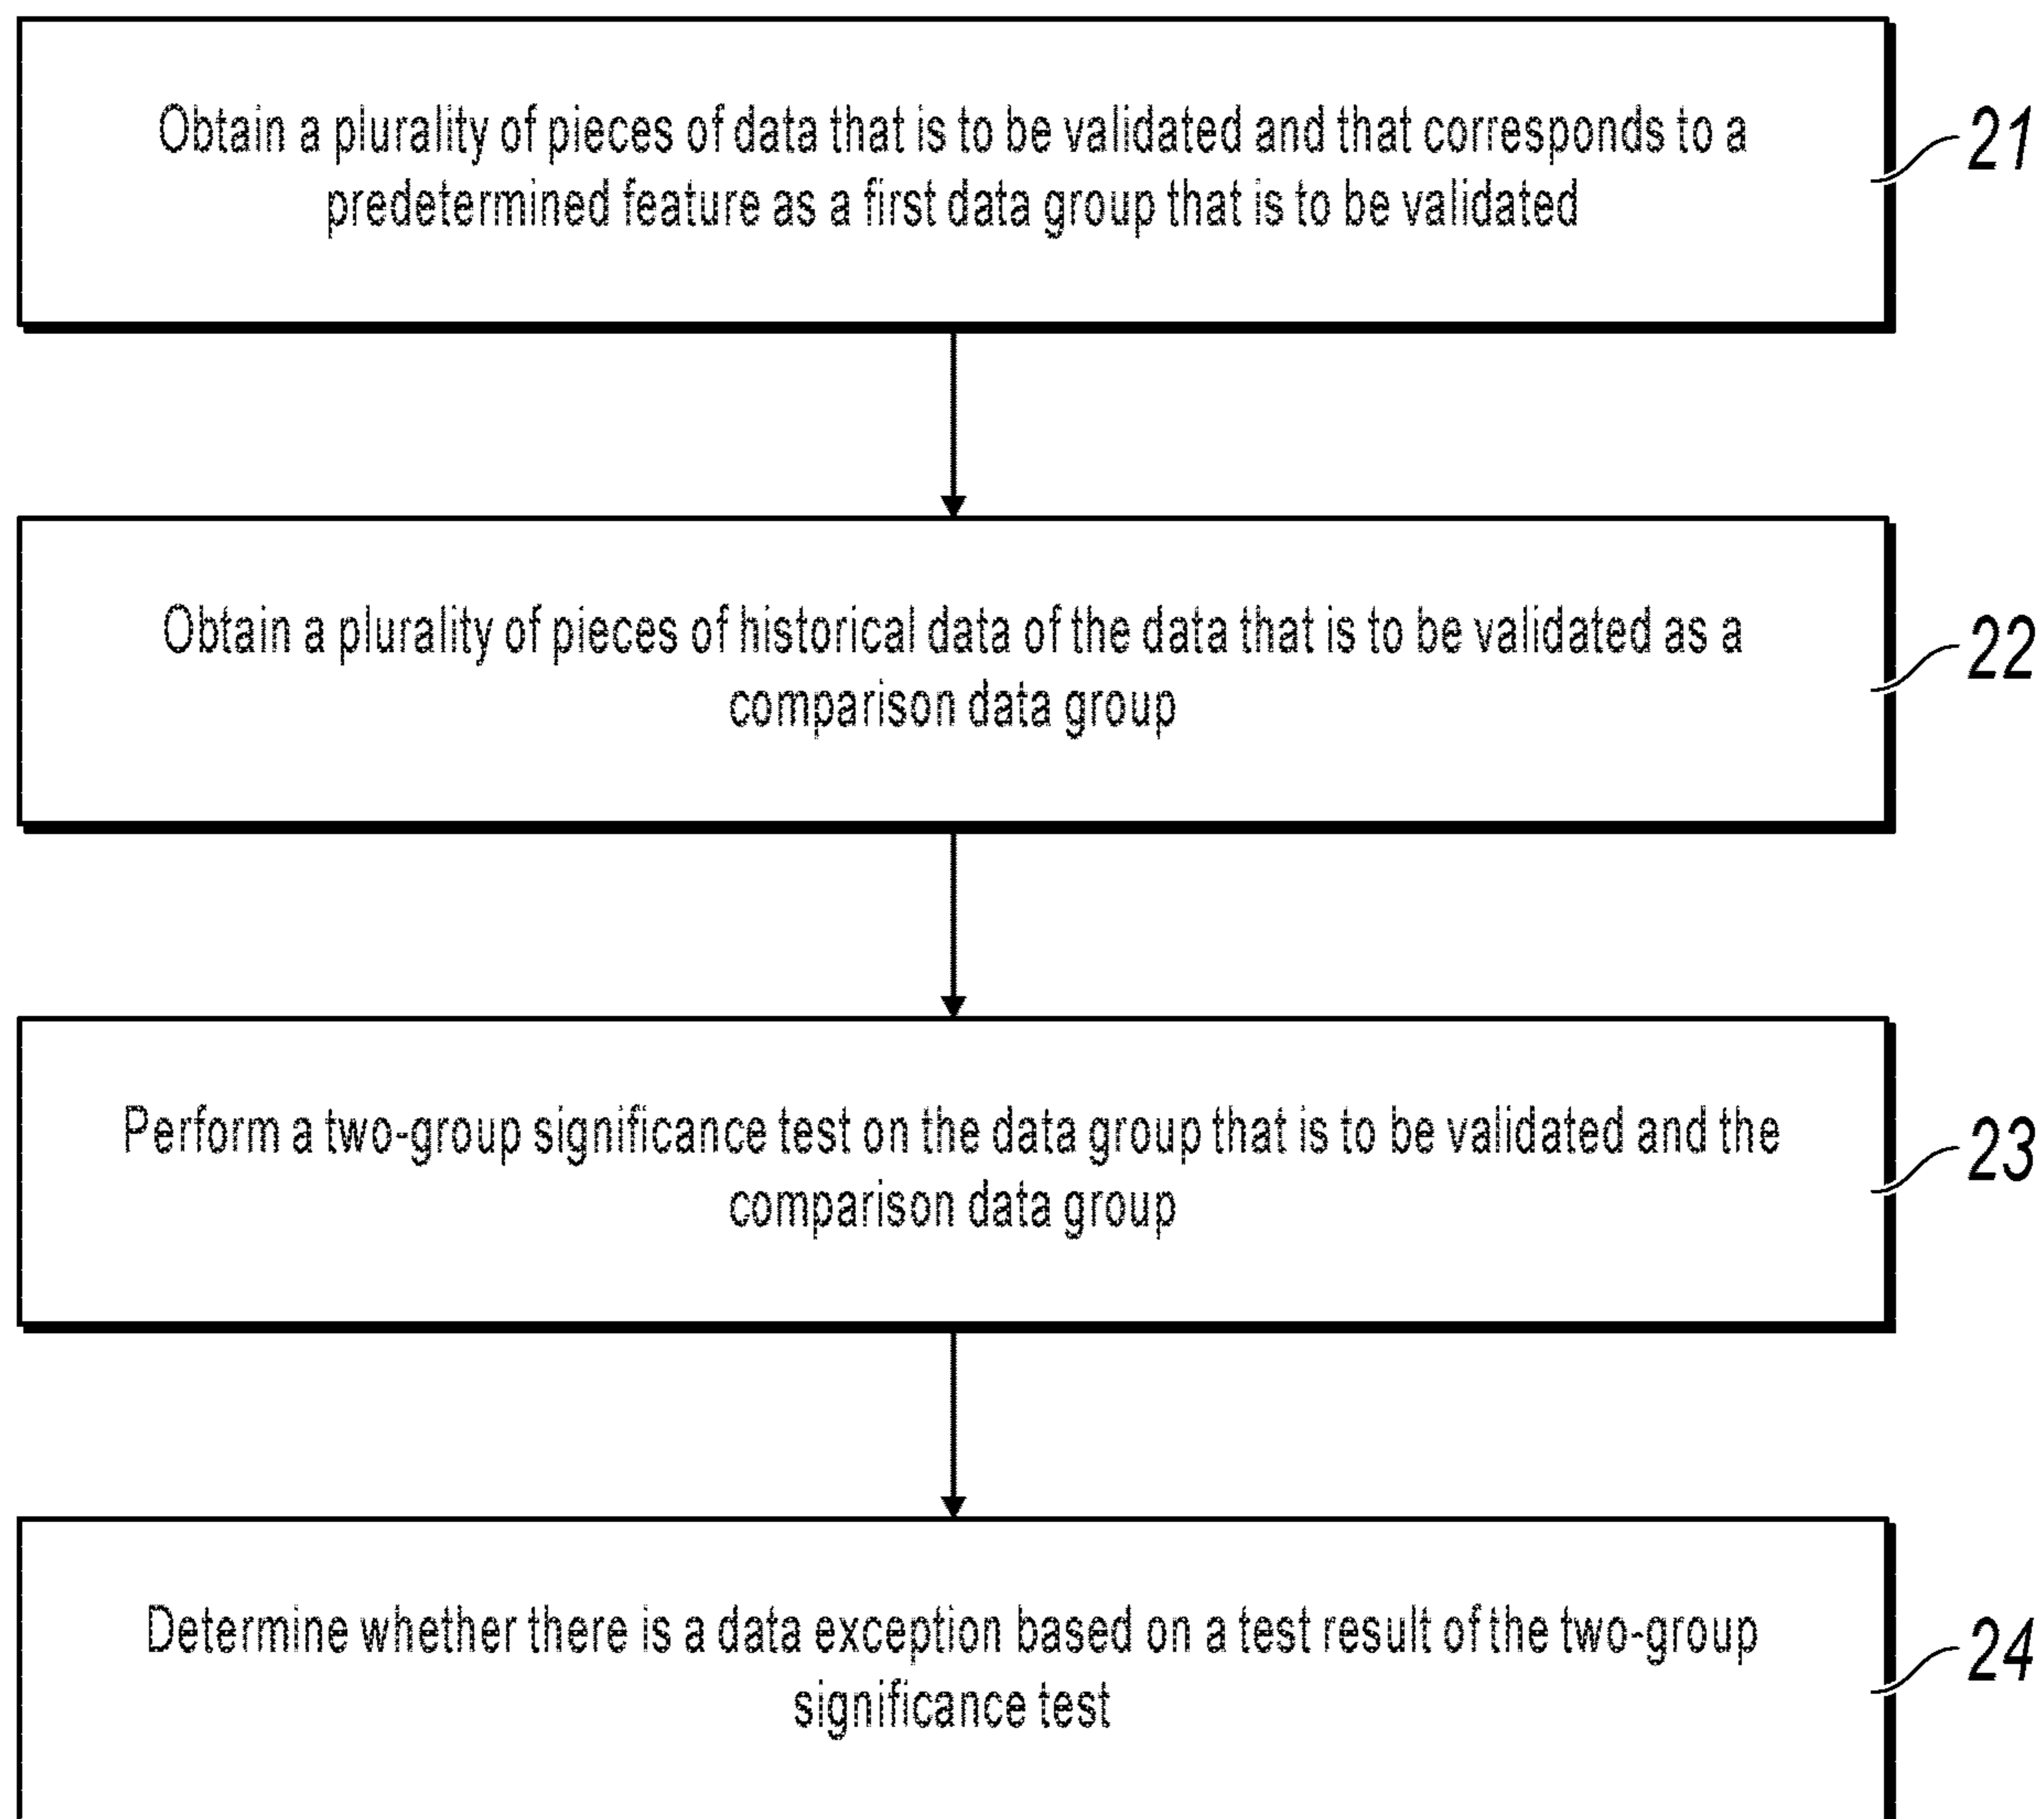 Obtain a plurality of pieces of data that is to be validated and that corresponds to a
predetermined feature as a first data group that is to be validated
21
Obtain a plurality of pieces of historical data of the data that is to be validated as a
comparison data group
22
Perform a two-group significance test on the data group that is to be validated and the
comparison data group
23
Determine whether there is a data exception based on a test result of the two-group
significance test
24